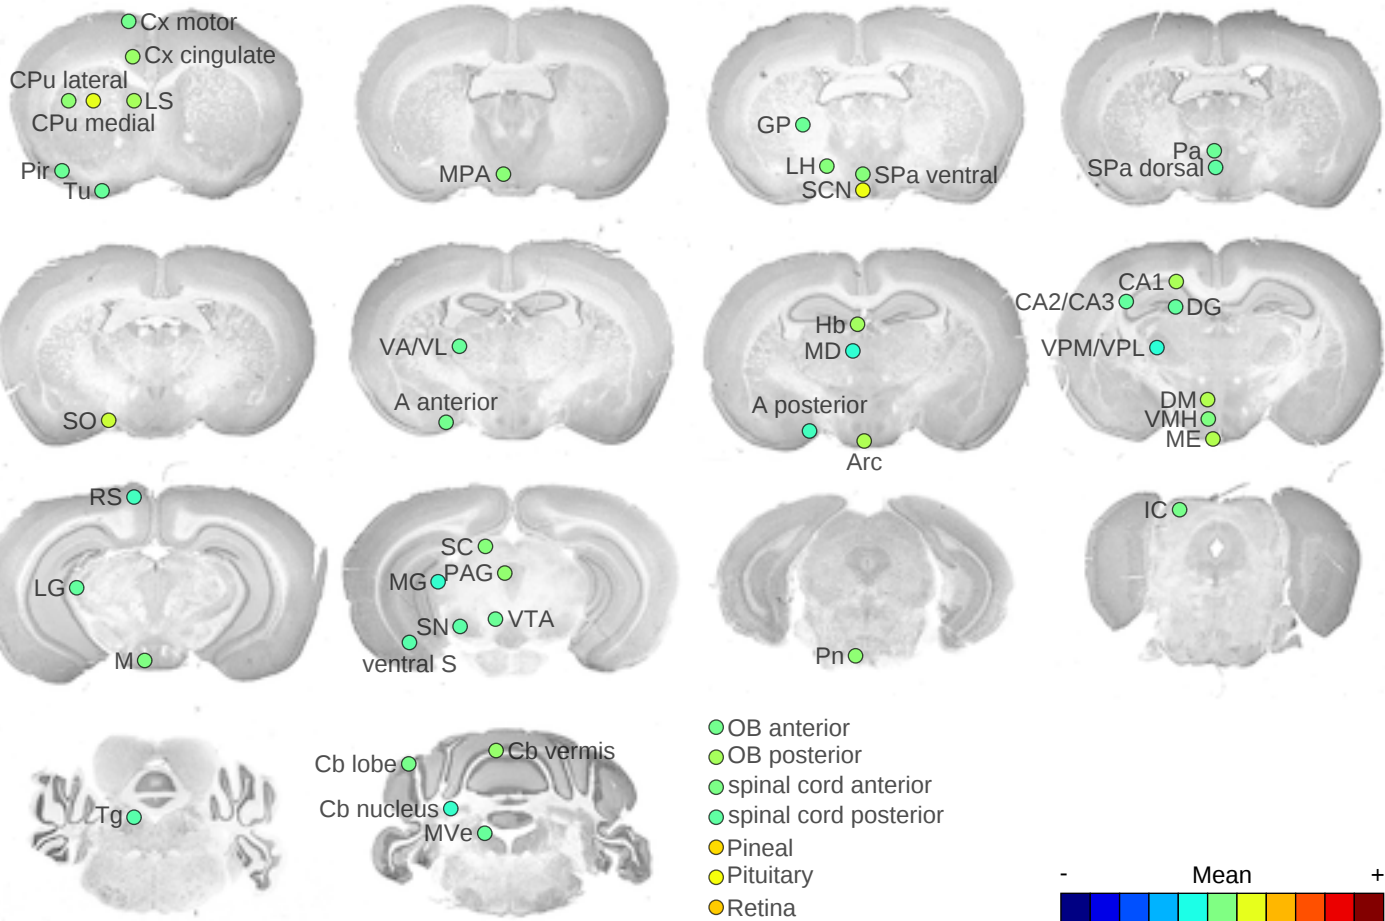 Cx motor
Cx cingulate
CPu lateral
LS
CPu medial
Pir
Tu
MPA
GP
LH
SPa ventral
SCN
Pa
SPa dorsal
SO
VA/VL
A anterior
Hb
MD
A posterior
Arc
CA1
CA2/CA3
DG
VPM/VPL
DM
VMH
ME
RS
LG
M
SC
MG
PAG
SN
VTA
ventral S
Pn
IC
Tg
Cb lobe
Cb vermis
Cb nucleus
MVe
OB anterior
OB posterior
spinal cord anterior
spinal cord posterior
Pineal
Pituitary
Retina
- Mean +